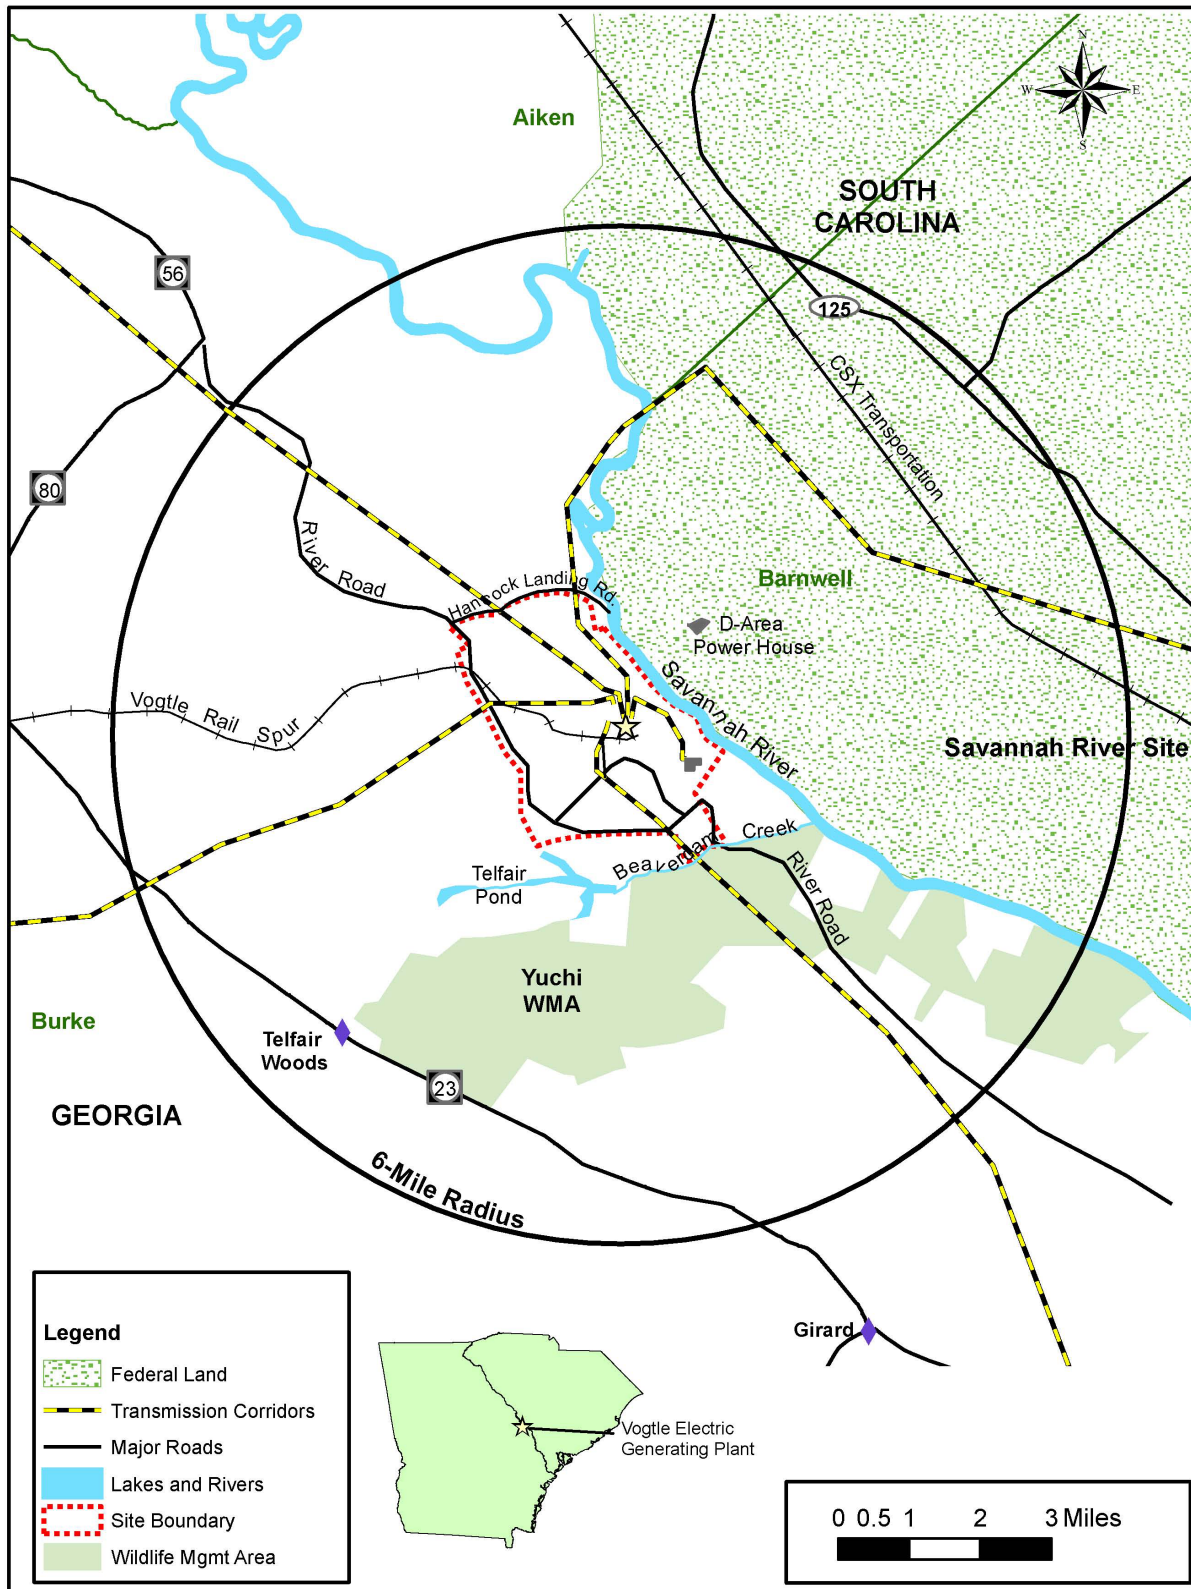 N
W
E
S
Aiken
SOUTH
CAROLINA
56
125
CSX Transportation
80
River Road
Hancock Landing Rd.
Barnwell
D-Area
Power House
Savannah River
Vogtle Rail Spur
Savannah River Site
Beaverdam Creek
Telfair
Pond
River Road
Yuchi
WMA
Burke
Telfair
Woods
23
GEORGIA
6-Mile Radius
Girard
Legend
Federal Land
Transmission Corridors
Major Roads
Lakes and Rivers
Site Boundary
Wildlife Mgmt Area
Vogtle Electric
Generating Plant
0 0.5 1 2 3 Miles